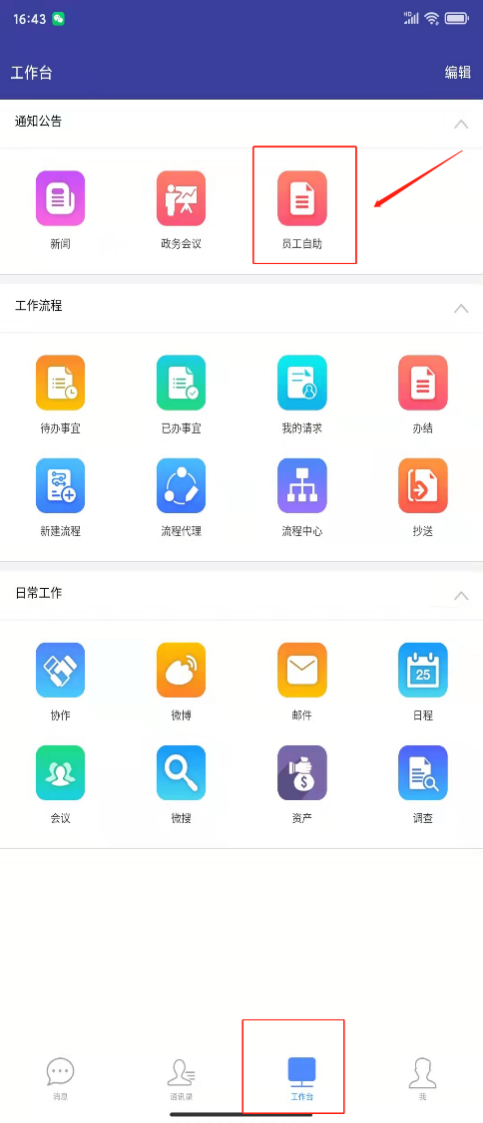 16:43
工作台 编辑
通知公告
新闻 政务会议 员工自助
工作流程
待办事宜 已办事宜 我的请求 办结
新建流程 流程代理 流程中心 抄送
日常工作
25
协作 微博 邮件 日程
会议 微搜 资产 调查
消息 通讯录 工作台 我